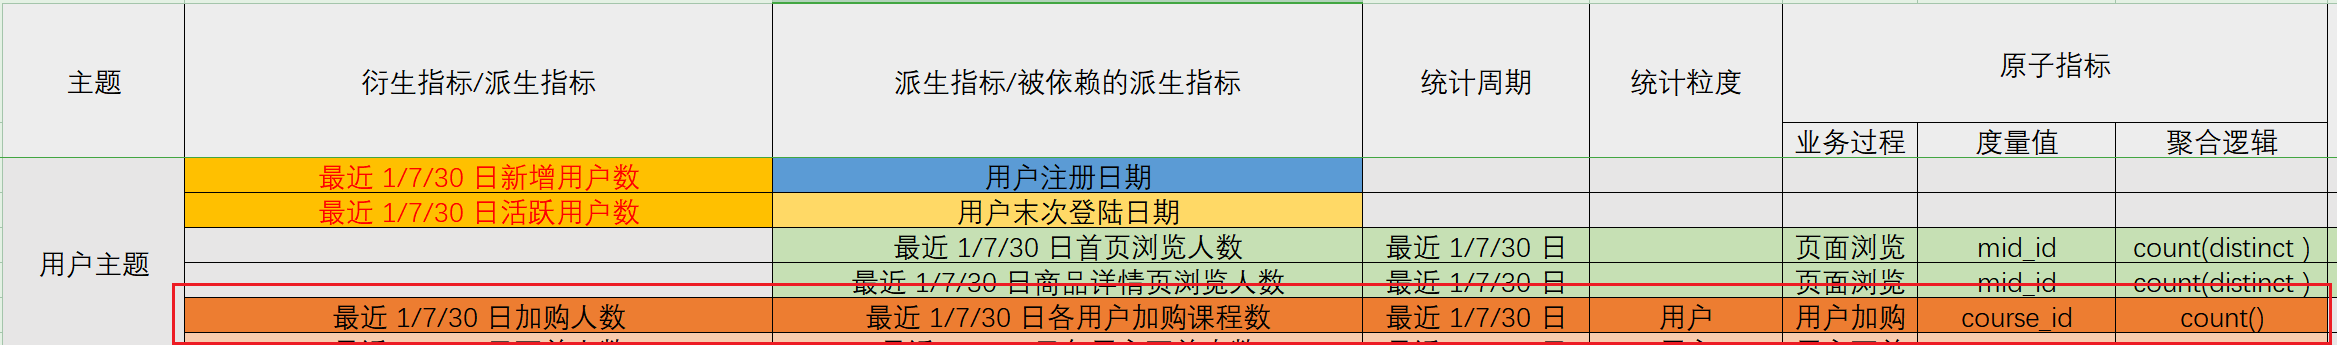 主题 衍生指标/派生指标 派生指标/被依赖的派生指标 统计周期 统计粒度 原子指标
业务过程 度量值 聚合逻辑
用户主题
最近 1/7/30 日新增用户数 用户注册日期
最近 1/7/30 日活跃用户数 用户末次登陆日期
最近 1/7/30 日首页浏览人数 最近 1/7/30 日 页面浏览 mid_id count(distinct )
最近 1/7/30 日商品详情页浏览人数 最近 1/7/30 日 页面浏览 mid_id count(distinct )
最近 1/7/30 日加购人数 最近 1/7/30 日各用户加购课程数 最近 1/7/30 日 用户 用户加购 course_id count()